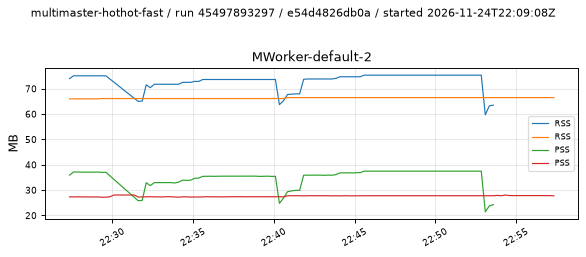 multimaster-hothot-fast / run 45497893297 / e54d4826db0a / started 2026-11-24T22:09:08Z
MWorker-default-2
MB
70
60
50
40
30
20
RSS
RSS
PSS
PSS
22:30
22:35
22:40
22:45
22:50
22:55